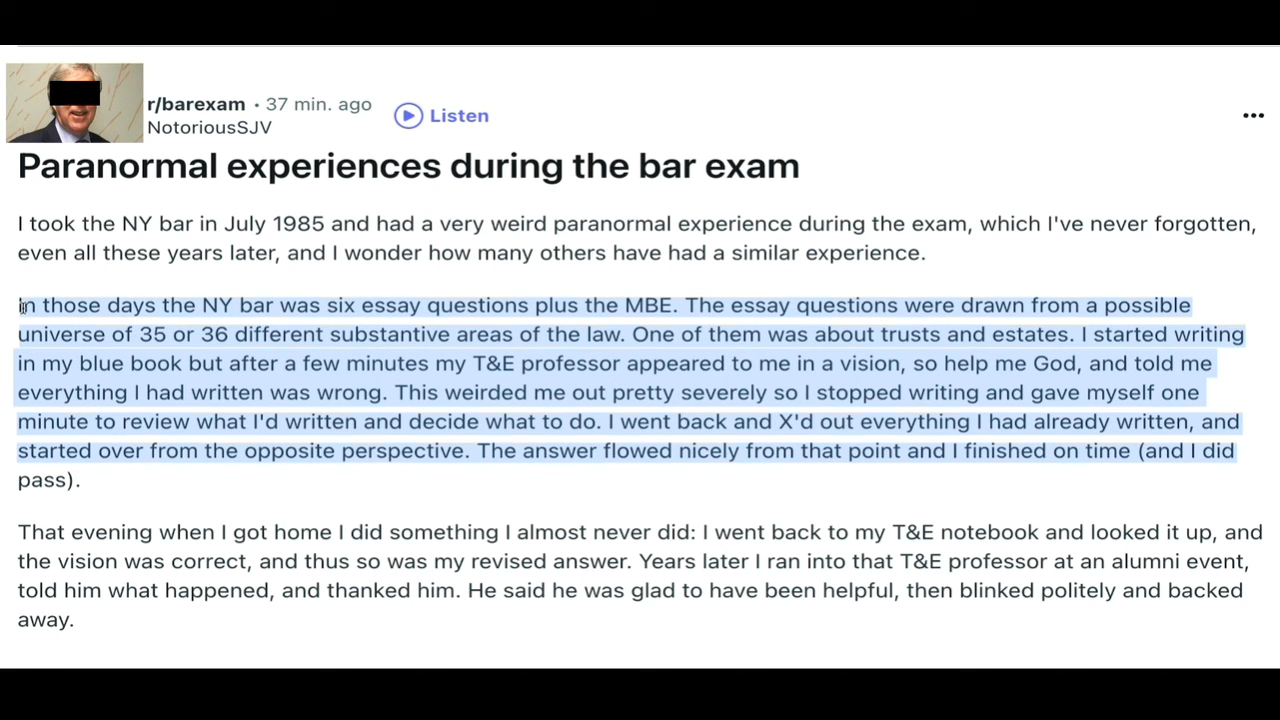 r/barexam • 37 min. ago
NotoriousSJV
Listen
Paranormal experiences during the bar exam
I took the NY bar in July 1985 and had a very weird paranormal experience during the exam, which I've never forgotten,
even all these years later, and I wonder how many others have had a similar experience.
In those days the NY bar was six essay questions plus the MBE. The essay questions were drawn from a possible
universe of 35 or 36 different substantive areas of the law. One of them was about trusts and estates. I started writing
in my blue book but after a few minutes my T&E professor appeared to me in a vision, so help me God, and told me
everything I had written was wrong. This weirded me out pretty severely so I stopped writing and gave myself one
minute to review what I'd written and decide what to do. I went back and X'd out everything I had already written, and
started over from the opposite perspective. The answer flowed nicely from that point and I finished on time (and I did
pass).
That evening when I got home I did something I almost never did: I went back to my T&E notebook and looked it up, and
the vision was correct, and thus so was my revised answer. Years later I ran into that T&E professor at an alumni event,
told him what happened, and thanked him. He said he was glad to have been helpful, then blinked politely and backed
away.